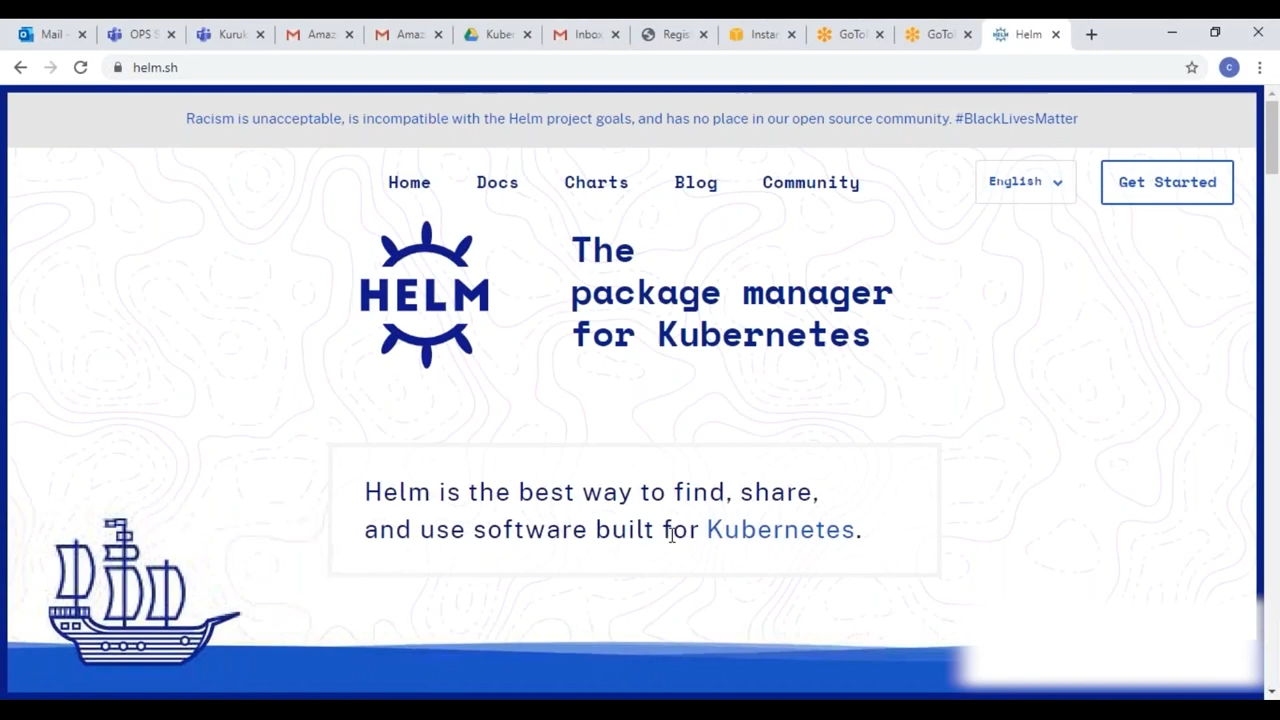 Mail
OPS S
Kuruk
Amaz
Amaz
Kuber
Inbox
Regis
Instar
GoTo
GoTo
Helm
helm.sh
C
Racism is unacceptable, is incompatible with the Helm project goals, and has no place in our open source community. #BlackLivesMatter
Home Docs Charts Blog Community
English
Get Started
HELM
The
package manager
for Kubernetes
Helm is the best way to find, share,
and use software built for Kubernetes.